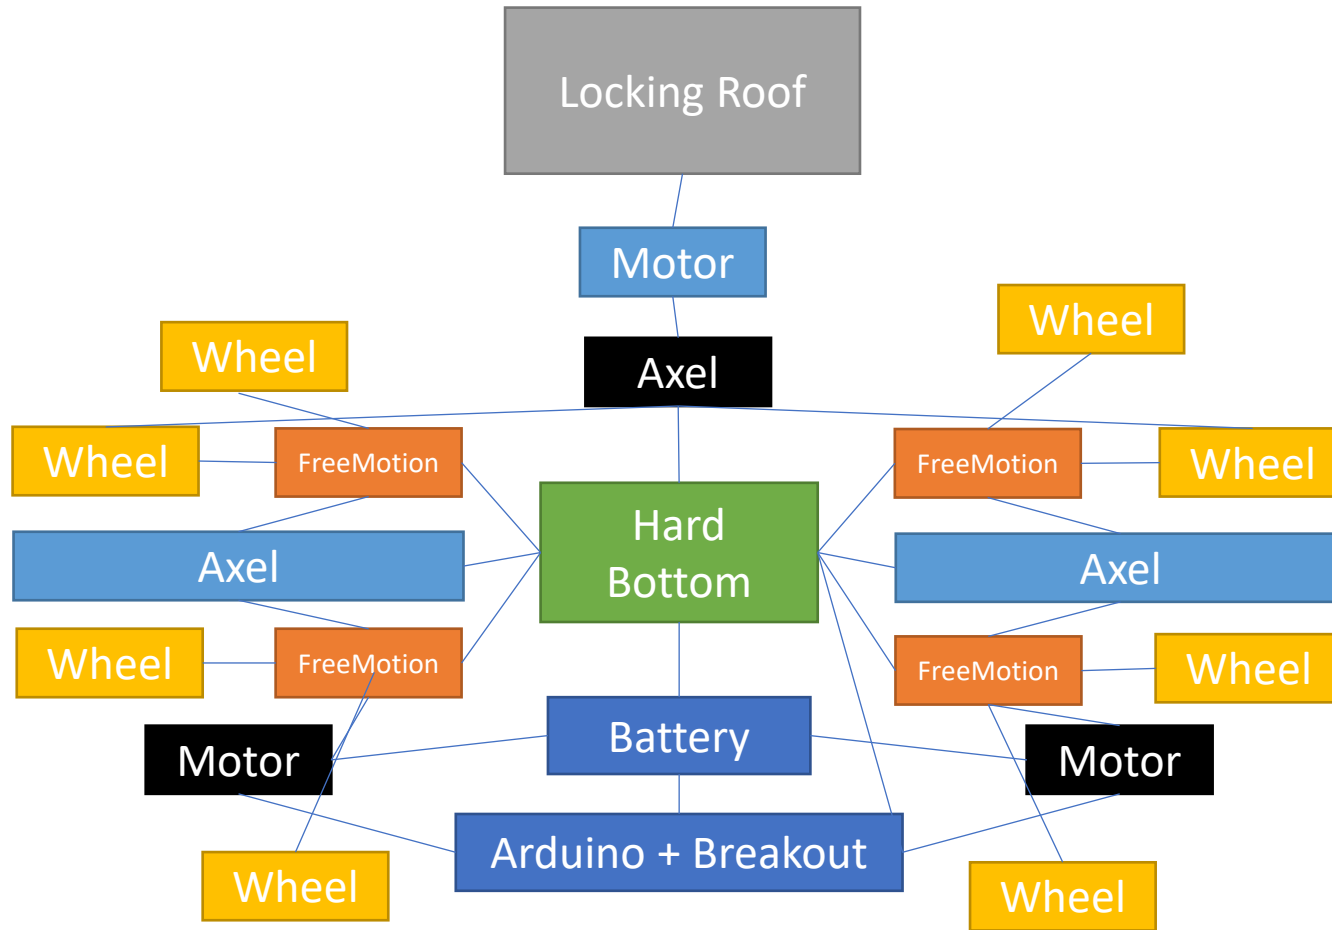 Locking Roof
Motor
Wheel
Wheel
Axel
Wheel
FreeMotion
FreeMotion
Wheel
Hard
Bottom
Axel
Axel
Wheel
FreeMotion
FreeMotion
Wheel
Motor
Battery
Motor
Wheel
Arduino + Breakout
Wheel